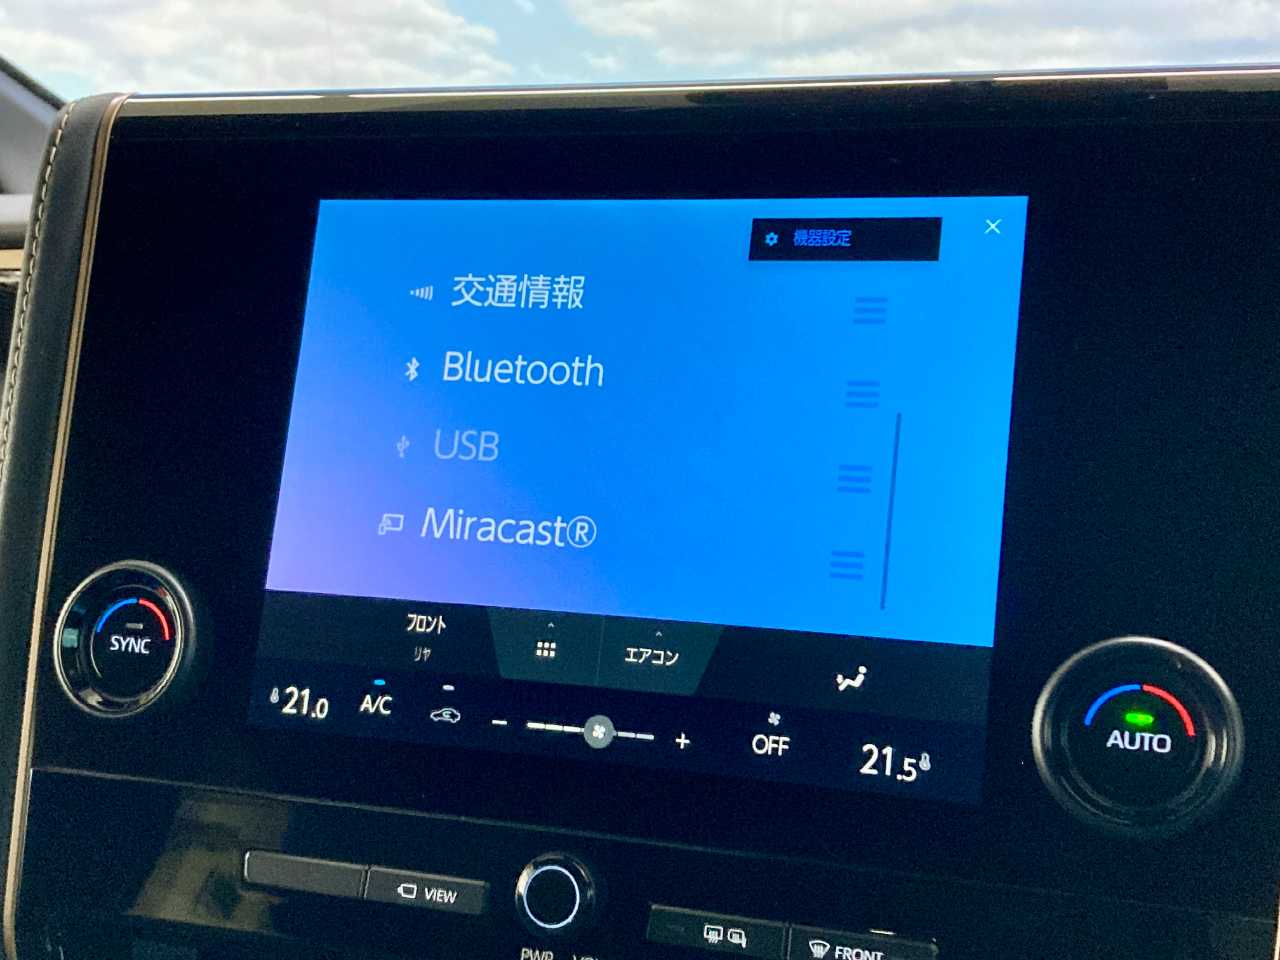 機器設定
交通情報
Bluetooth
USB
Miracast®
フロント
リヤ
エアコン
SYNC
21.0
A/C
OFF
21.5
AUTO
VIEW
PWR
FRONT